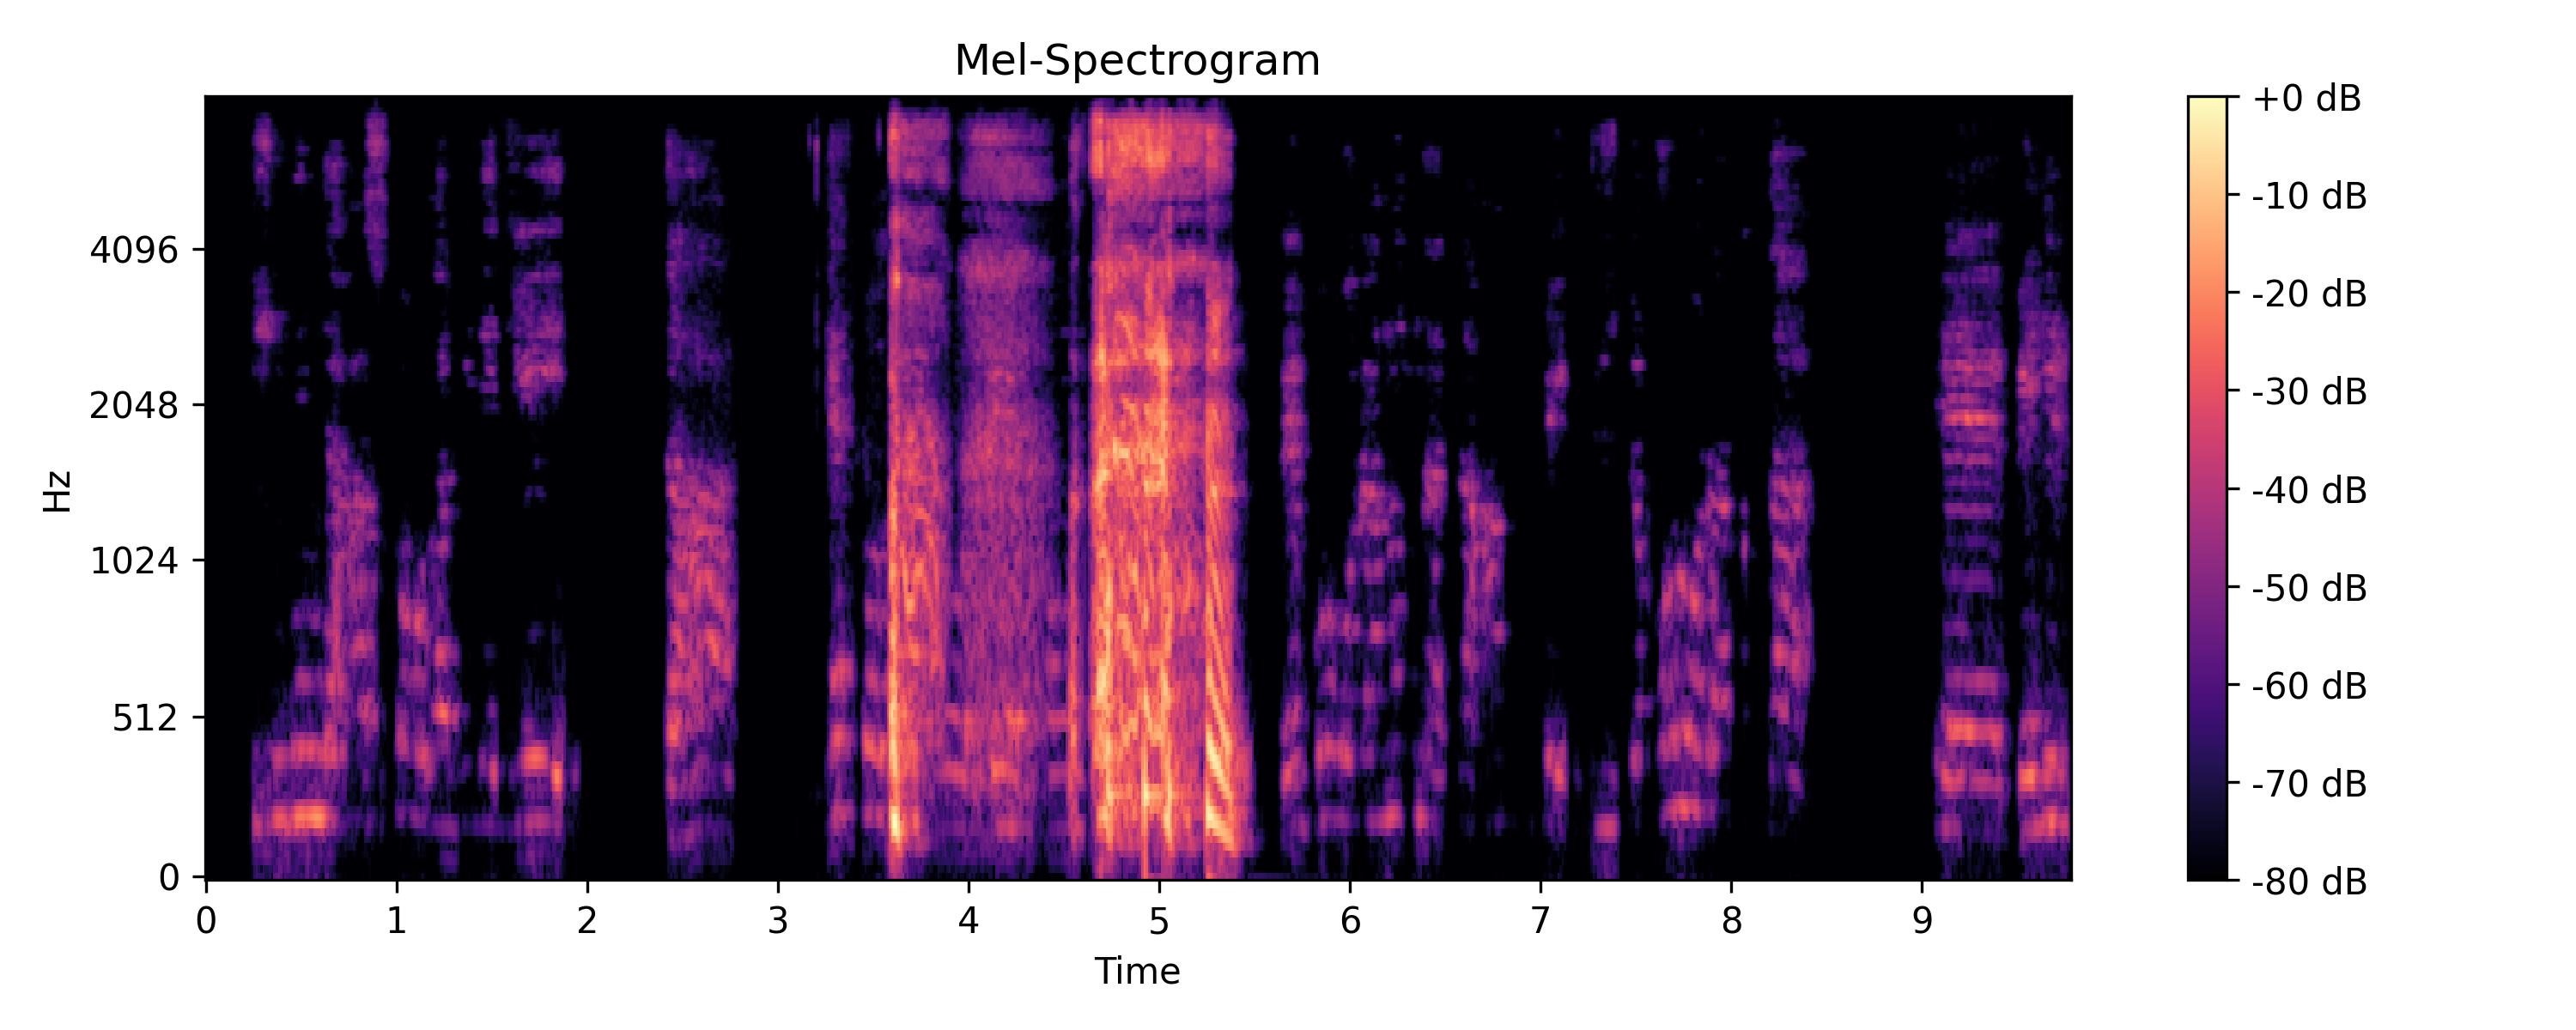 Mel-Spectrogram
+0 dB
-10 dB
-20 dB
-30 dB
-40 dB
-50 dB
-60 dB
-70 dB
-80 dB
Hz
4096
2048
1024
512
0
0 1 2 3 4 5 6 7 8 9
Time